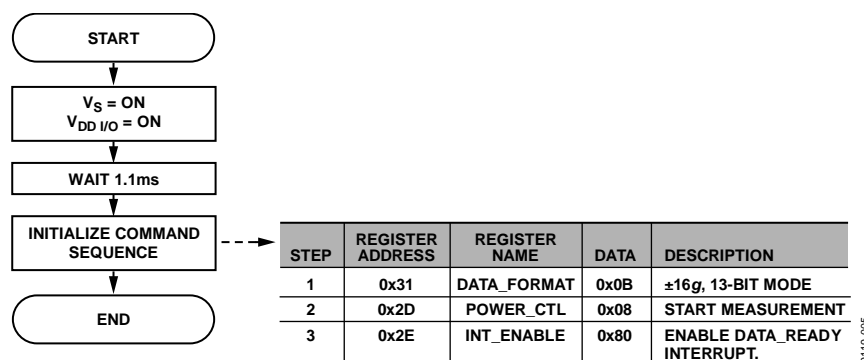 START
V_S = ON
V_DD I/O = ON
WAIT 1.1ms
INITIALIZE COMMAND
SEQUENCE
END
STEP REGISTER ADDRESS REGISTER NAME DATA DESCRIPTION
1 0x31 DATA_FORMAT 0x0B ±16g, 13-BIT MODE
2 0x2D POWER_CTL 0x08 START MEASUREMENT
3 0x2E INT_ENABLE 0x80 ENABLE DATA_READY
INTERRUPT.